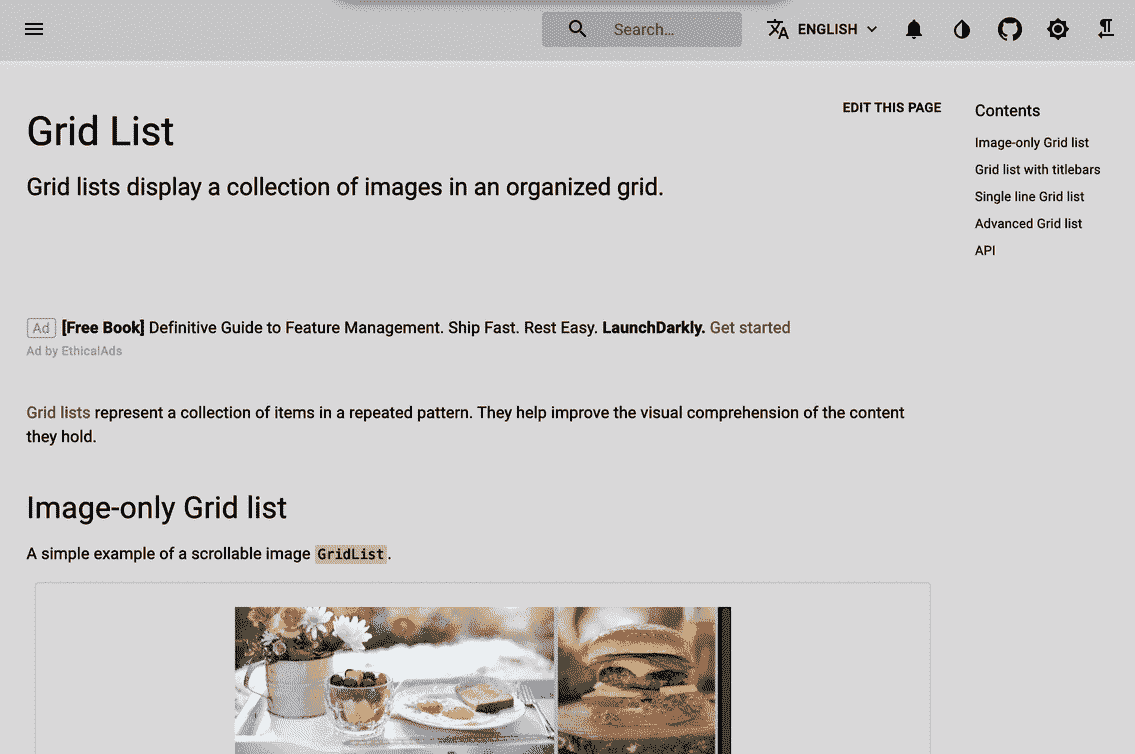 Search…
ENGLISH
EDIT THIS PAGE
Grid List
Grid lists display a collection of images in an organized grid.
Contents
Image-only Grid list
Grid list with titlebars
Single line Grid list
Advanced Grid list
API
Ad [Free Book] Definitive Guide to Feature Management. Ship Fast. Rest Easy. LaunchDarkly. Get started
Ad by EthicalAds
Grid lists represent a collection of items in a repeated pattern. They help improve the visual comprehension of the content
they hold.
Image-only Grid list
A simple example of a scrollable image GridList.